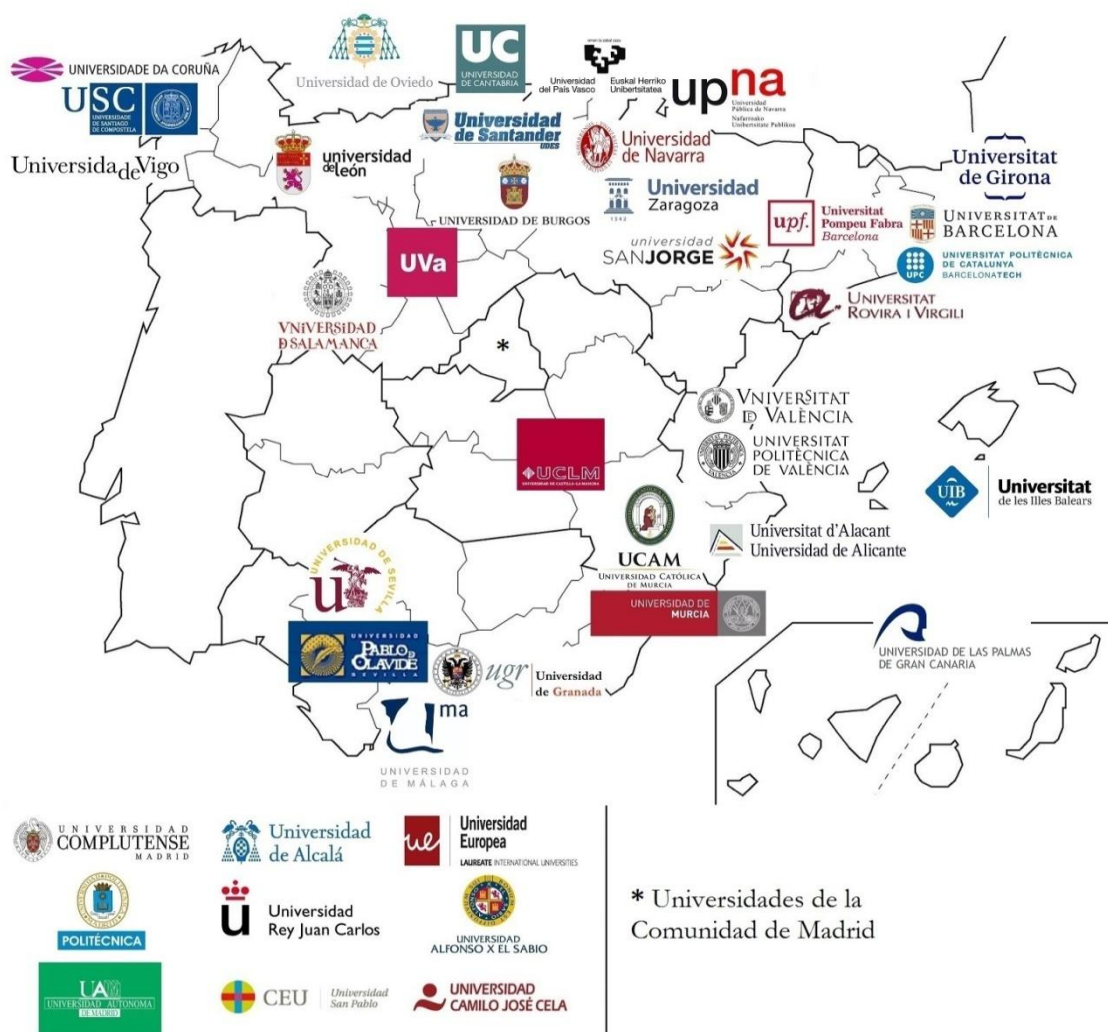 UNIVERSIDADE DA CORUÑA
USC
UNIVERSIDADE
DE SANTIAGO
DE COMPOSTELA
UniversidadeVigo
Universidad de Oviedo
UC
UNIVERSIDAD
DE CANTABRIA
Universidad
del País Vasco
Euskal Herriko
Unibertsitatea
upna
Universidad
Pública de Navarra
Nafarroako
Unibertsitate Publikoa
Universidad
de Santander
UDES
universidad
de león
Universidad
de Navarra
UNIVERSIDAD DE BURGOS
Universidad
Zaragoza
1542
universidad
SANJORGE
Universitat
de Girona
upf.
Universitat
Pompeu Fabra
Barcelona
UNIVERSITAT DE
BARCELONA
UPC
UNIVERSITAT POLITÈCNICA
DE CATALUNYA
BARCELONATECH
UNIVERSITAT
ROVIRA I VIRGILI
UVa
VNiVERSiDAD
D SALAMANCA
*
VNIVERSITAT
DE VALÈNCIA
UNIVERSITAT
POLITÈCNICA
DE VALÈNCIA
UCLM
UNIVERSIDAD DE CASTILLA-LA MANCHA
UIB
Universitat
de les Illes Balears
UCAM
UNIVERSIDAD CATÓLICA
DE MURCIA
Universitat d'Alacant
Universidad de Alicante
UNIVERSIDAD DE
MURCIA
UNIVERSIDAD DE SEVILLA
u
UNIVERSIDAD
PABLO DE
OLAVIDE
SEVILLA
ugr
Universidad
de Granada
uma
UNIVERSIDAD
DE MÁLAGA
UNIVERSIDAD DE LAS PALMAS
DE GRAN CANARIA
UNIVERSIDAD
COMPLUTENSE
MADRID
Universidad
de Alcalá
ue
Universidad
Europea
LAUREATE INTERNATIONAL UNIVERSITIES
POLITÉCNICA
u
Universidad
Rey Juan Carlos
UNIVERSIDAD
ALFONSO X EL SABIO
UAM
UNIVERSIDAD AUTONOMA
DE MADRID
CEU
Universidad
San Pablo
UNIVERSIDAD
CAMILO JOSÉ CELA
* Universidades de la
Comunidad de Madrid